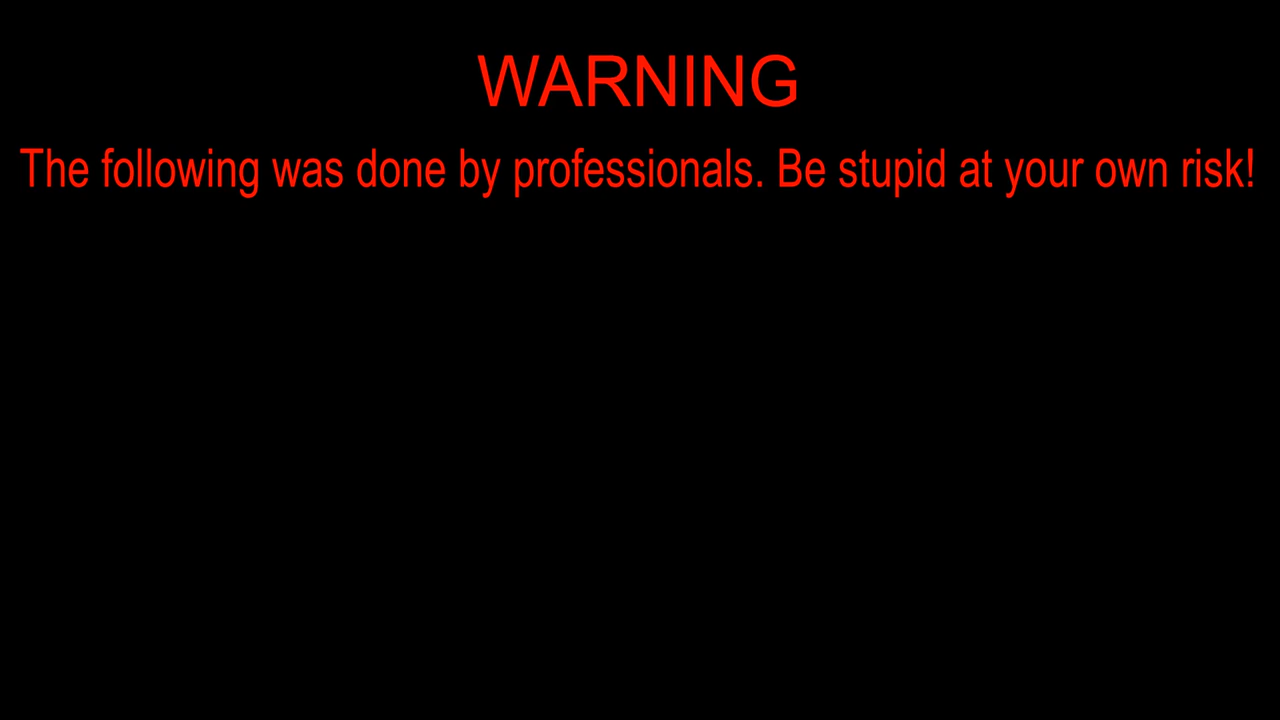 WARNING
The following was done by professionals. Be stupid at your own risk!